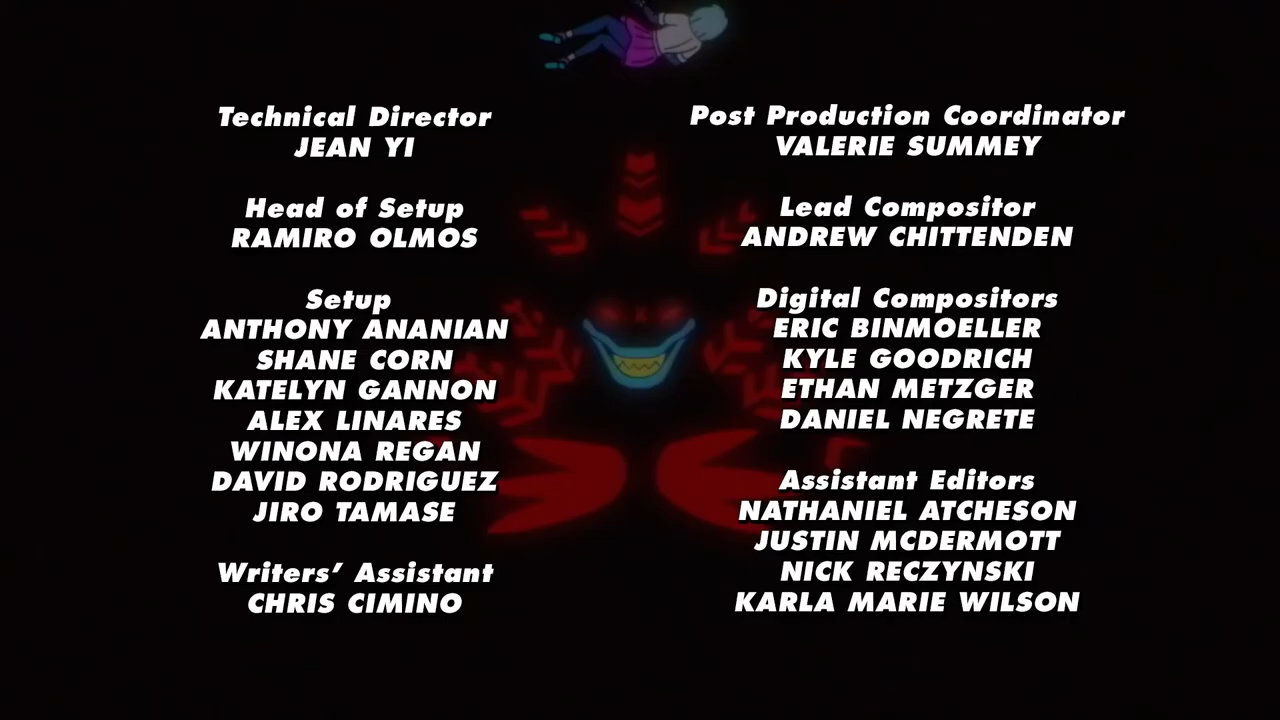 Technical Director
JEAN YI
Head of Setup
RAMIRO OLMOS
Setup
ANTHONY ANANIAN
SHANE CORN
KATELYN GANNON
ALEX LINARES
WINONA REGAN
DAVID RODRIGUEZ
JIRO TAMASE
Writers’ Assistant
CHRIS CIMINO
Post Production Coordinator
VALERIE SUMMEY
Lead Compositor
ANDREW CHITTENDEN
Digital Compositors
ERIC BINMOELLER
KYLE GOODRICH
ETHAN METZGER
DANIEL NEGRETE
Assistant Editors
NATHANIEL ATCHESON
JUSTIN MCDERMOTT
NICK RECZYNSKI
KARLA MARIE WILSON